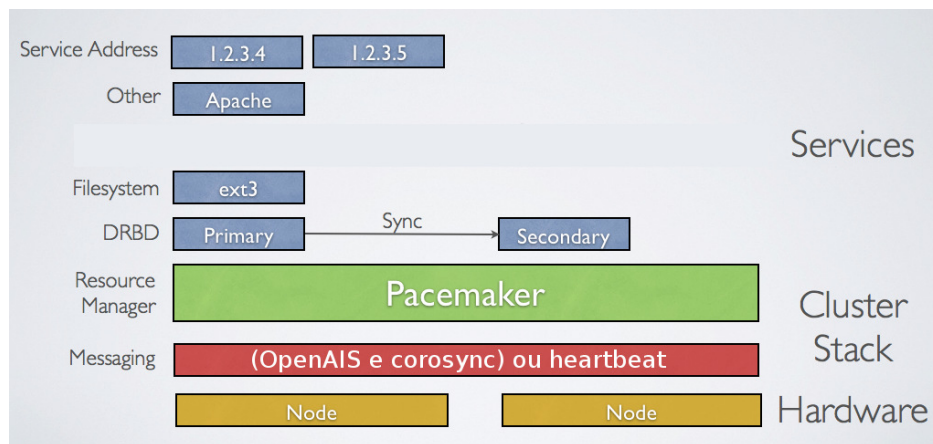 Service Address 1.2.3.4 1.2.3.5
Other Apache
Services
Filesystem ext3
DRBD Primary Sync Secondary
Resource
Manager
Pacemaker
Cluster
Stack
Messaging (OpenAIS e corosync) ou heartbeat
Node Node Hardware